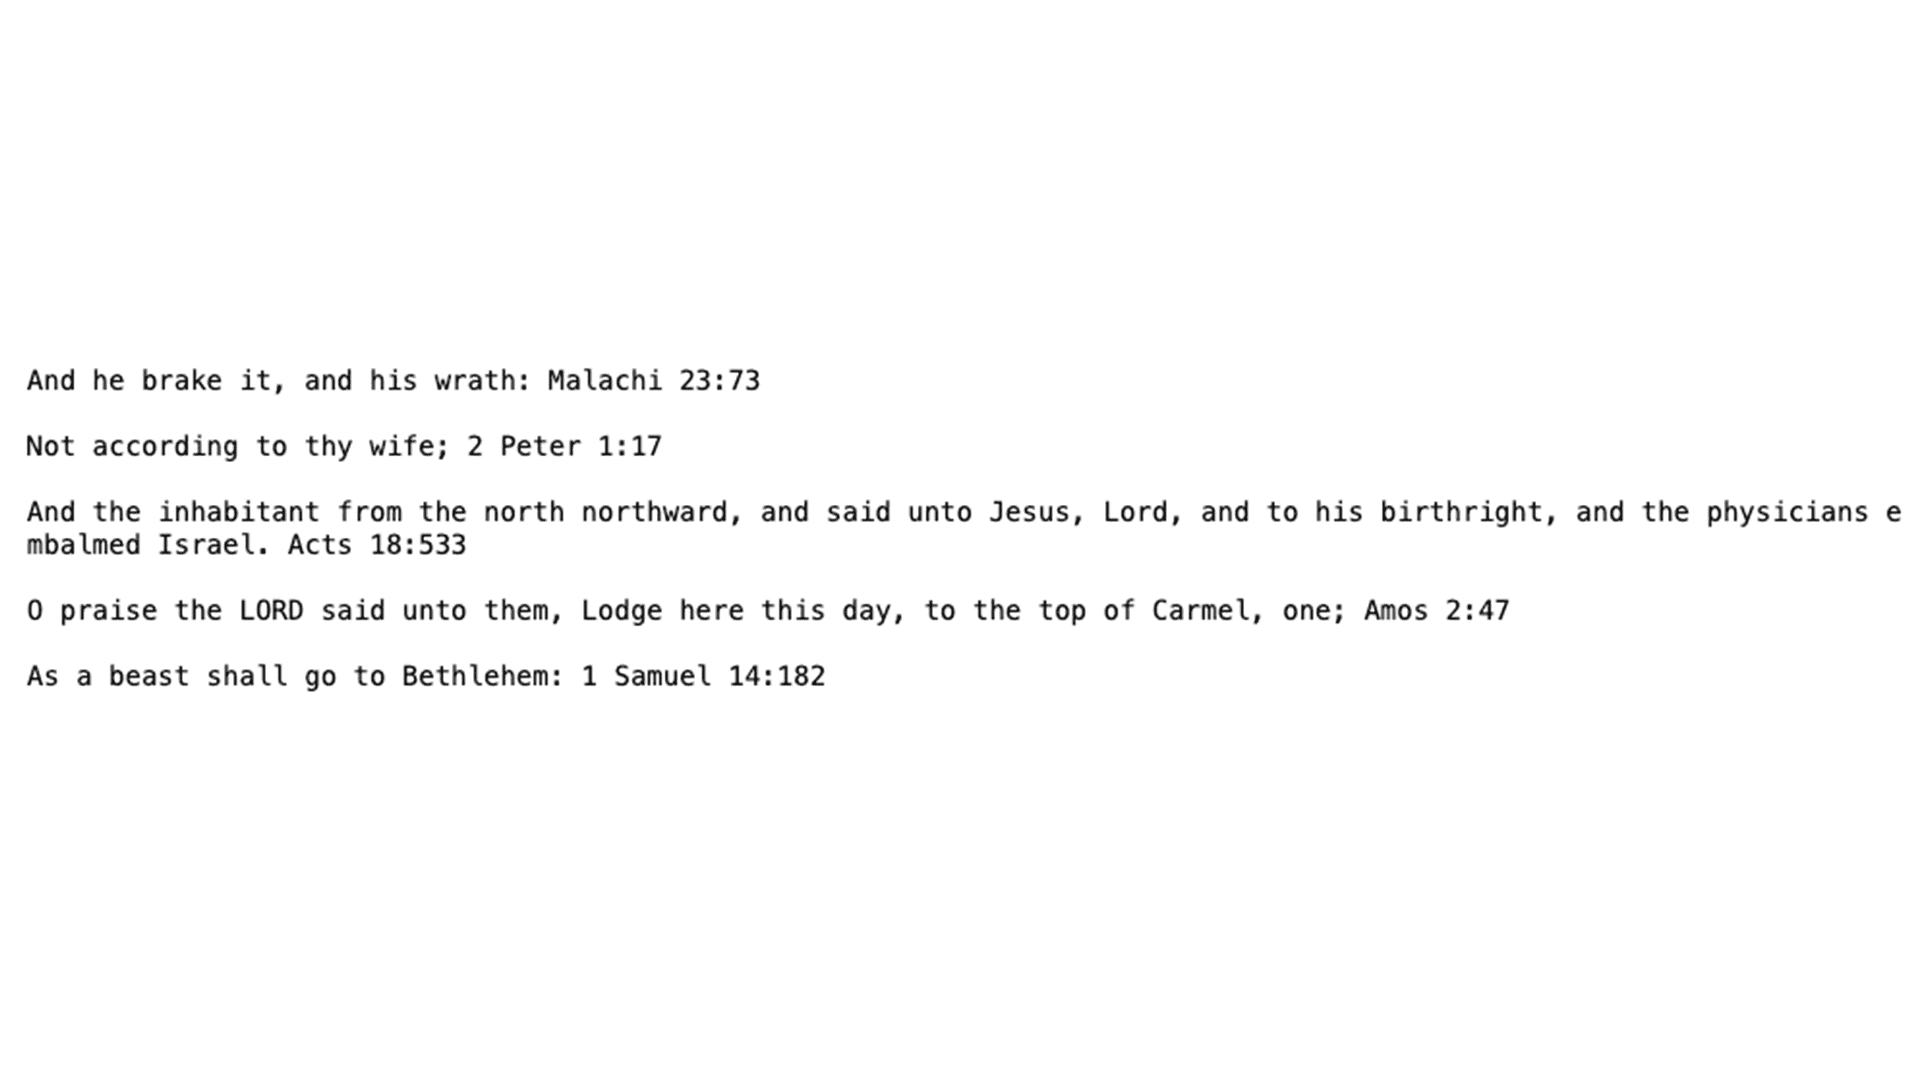 And he brake it, and his wrath: Malachi 23:73
Not according to thy wife; 2 Peter 1:17
And the inhabitant from the north northward, and said unto Jesus, Lord, and to his birthright, and the physicians e
mbalmed Israel. Acts 18:533
O praise the LORD said unto them, Lodge here this day, to the top of Carmel, one; Amos 2:47
As a beast shall go to Bethlehem: 1 Samuel 14:182